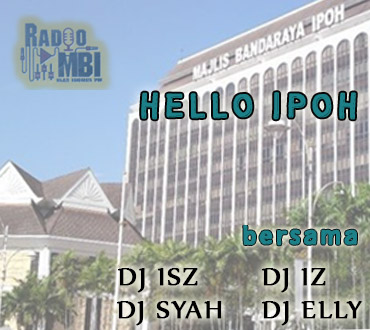 RADIO
MBI
MAJLIS BANDARAYA IPOH
HELLO IPOH
bersama
DJ ISZ DJ IZ
DJ SYAH DJ ELLY